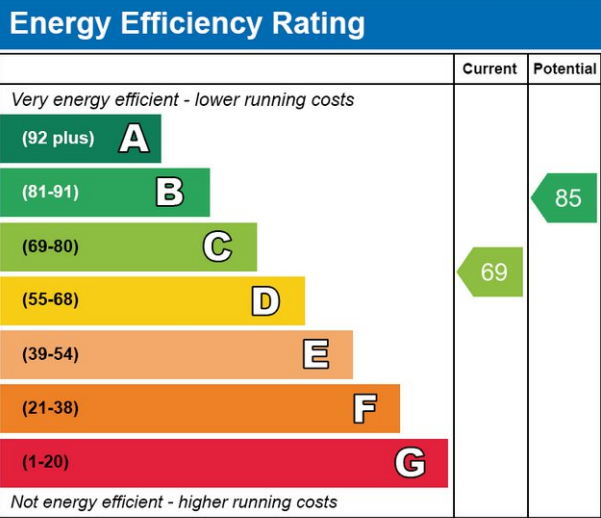 Energy Efficiency Rating
Current Potential
Very energy efficient - lower running costs
(92 plus) A
(81-91) B
85
(69-80) C
69
(55-68) D
(39-54) E
(21-38) F
(1-20) G
Not energy efficient - higher running costs